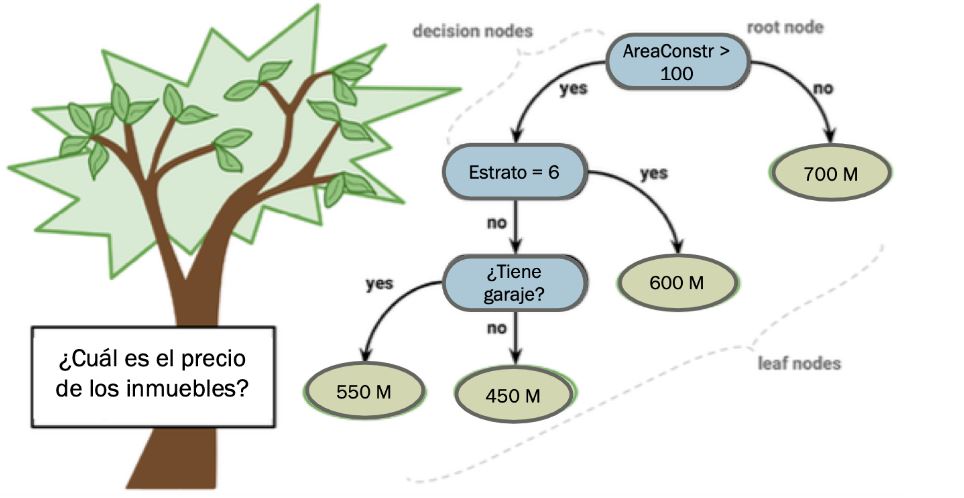 decision nodes
root node
AreaConstr >
100
yes
no
Estrato = 6
yes
700 M
no
¿Tiene
garaje?
600 M
yes
no
¿Cuál es el precio
de los inmuebles?
leaf nodes
550 M
450 M